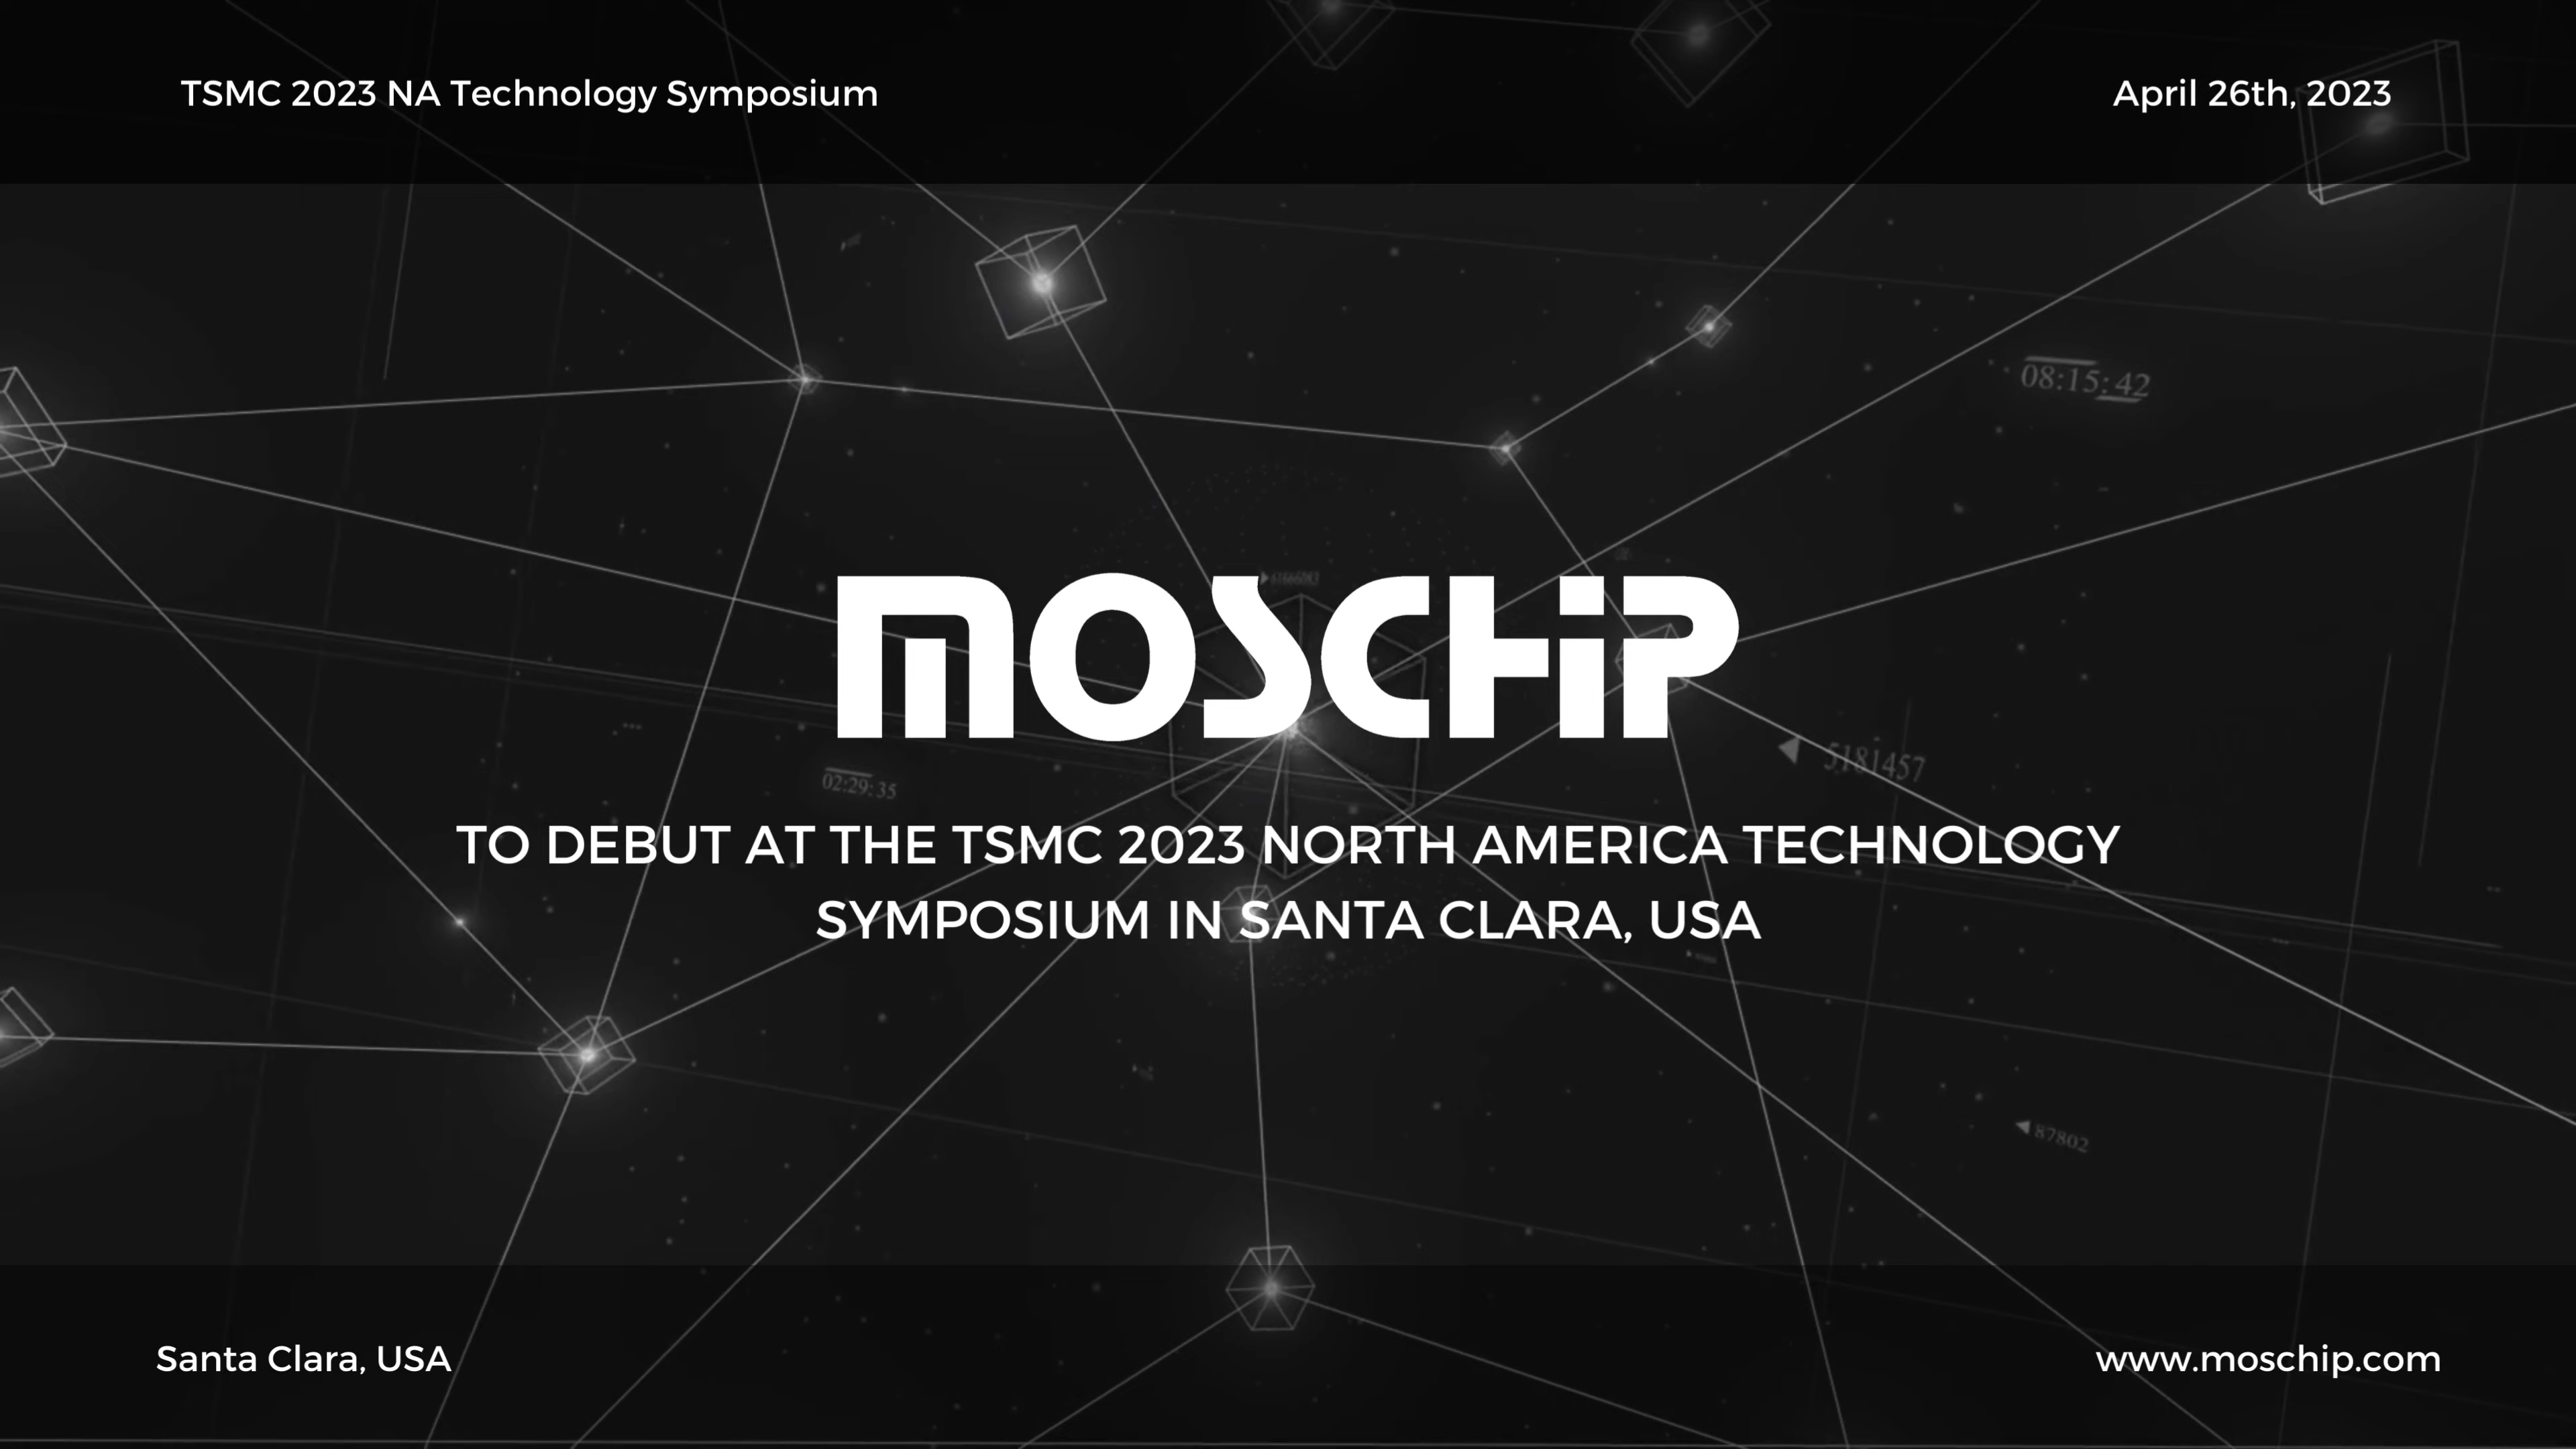 TSMC 2023 NA Technology Symposium
April 26th, 2023
08:15:42
MOSCHiP
5181457
02:29:35
TO DEBUT AT THE TSMC 2023 NORTH AMERICA TECHNOLOGY
SYMPOSIUM IN SANTA CLARA, USA
87802
Santa Clara, USA
www.moschip.com